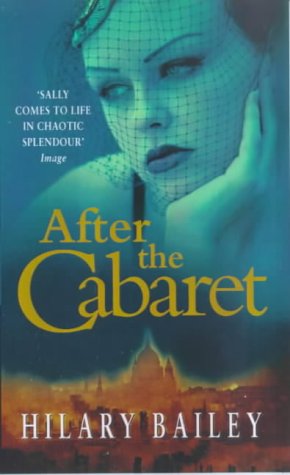 'SALLY
COMES TO LIFE
IN CHAOTIC
SPLENDOUR'
Image
After
the
Cabaret
HILARY BAILEY